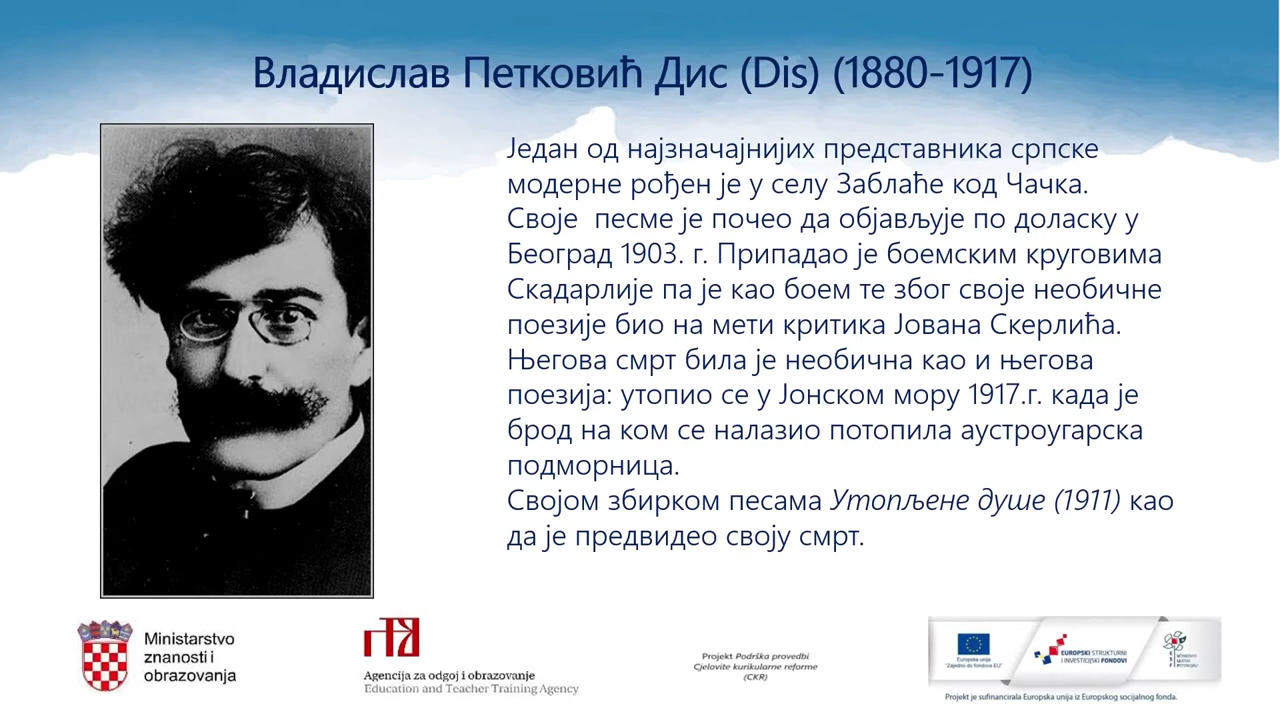 Владислав Петковић Дис (Dis) (1880-1917)
Један од најзначајнијих представника српске
модерне рођен је у селу Заблаће код Чачка.
Своје  песме је почео да објављује по доласку у
Београд 1903. г. Припадао је боемским круговима
Скадарлије па је као боем те због своје необичне
поезије био на мети критика Јована Скерлића.
Његова смрт била је необична као и његова
поезија: утопио се у Јонском мору 1917.г. када је
брод на ком се налазио потопила аустроугарска
подморница.
Својом збирком песама Утопљене душе (1911) као
да је предвидео своју смрт.
Ministarstvo
znanosti i
obrazovanja
Agencija za odgoj i obrazovanje
Education and Teacher Training Agency
Projekt Podrška provedbi
Cjelovite kurikularne reforme
(CKR)
Europska unija
"Zajedno do fondova EU"
EUROPSKI STRUKTURNI
I INVESTICIJSKI FONDOVI
Projekt je sufinancirala Europska unija iz Europskog socijalnog fonda.